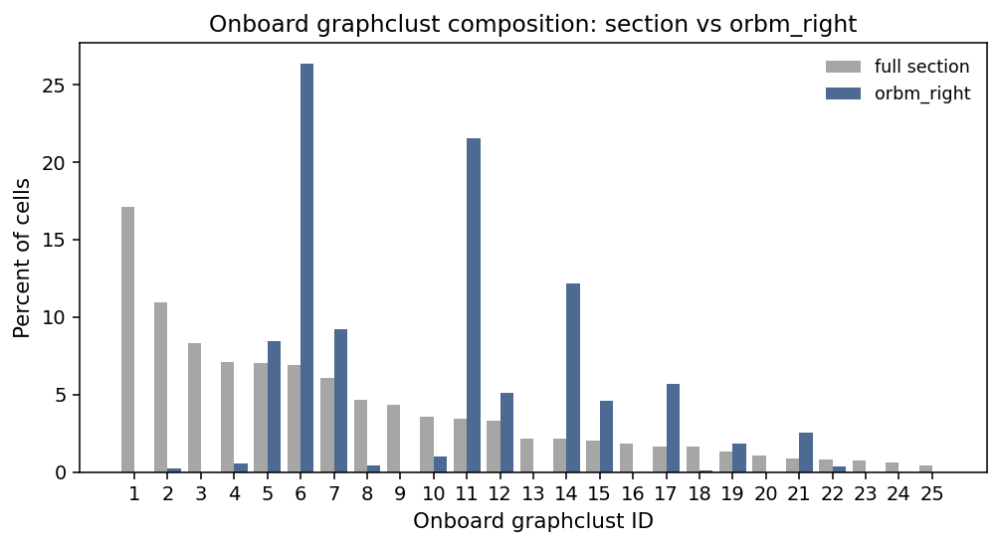 Onboard graphclust composition: section vs orbm_right
full section
orbm_right
Percent of cells
25
20
15
10
5
0
1 2 3 4 5 6 7 8 9 10 11 12 13 14 15 16 17 18 19 20 21 22 23 24 25
Onboard graphclust ID